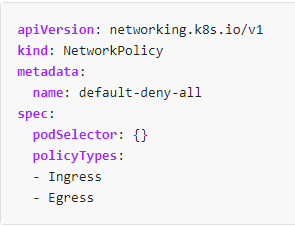 apiVersion: networking.k8s.io/v1
kind: NetworkPolicy
metadata:
  name: default-deny-all
spec:
  podSelector: {}
  policyTypes:
  - Ingress
  - Egress